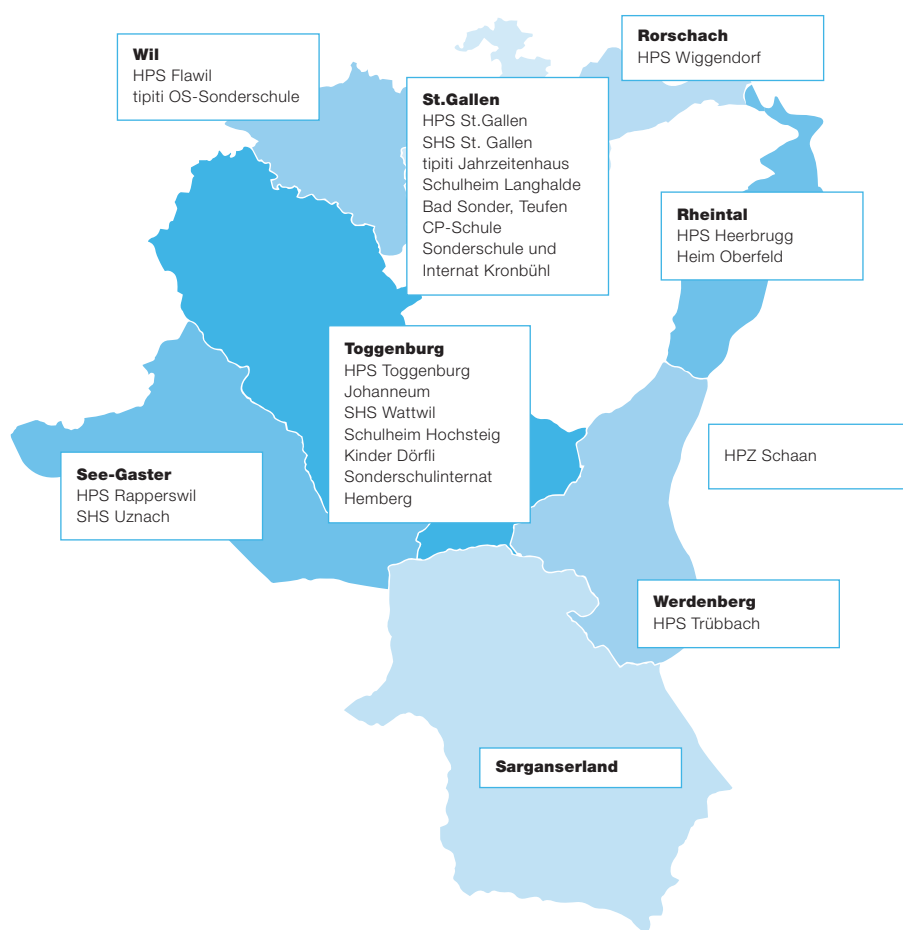 Wil
HPS Flawil
tipiti OS-Sonderschule
Rorschach
HPS Wiggendorf
St.Gallen
HPS St.Gallen
SHS St. Gallen
tipiti Jahrzeitenhaus
Schulheim Langhalde
Bad Sonder, Teufen
CP-Schule
Sonderschule und
Internat Kronbühl
Rheintal
HPS Heerbrugg
Heim Oberfeld
Toggenburg
HPS Toggenburg
Johanneum
SHS Wattwil
Schulheim Hochsteig
Kinder Dörfli
Sonderschulinternat
Hemberg
See-Gaster
HPS Rapperswil
SHS Uznach
HPZ Schaan
Werdenberg
HPS Trübbach
Sarganserland